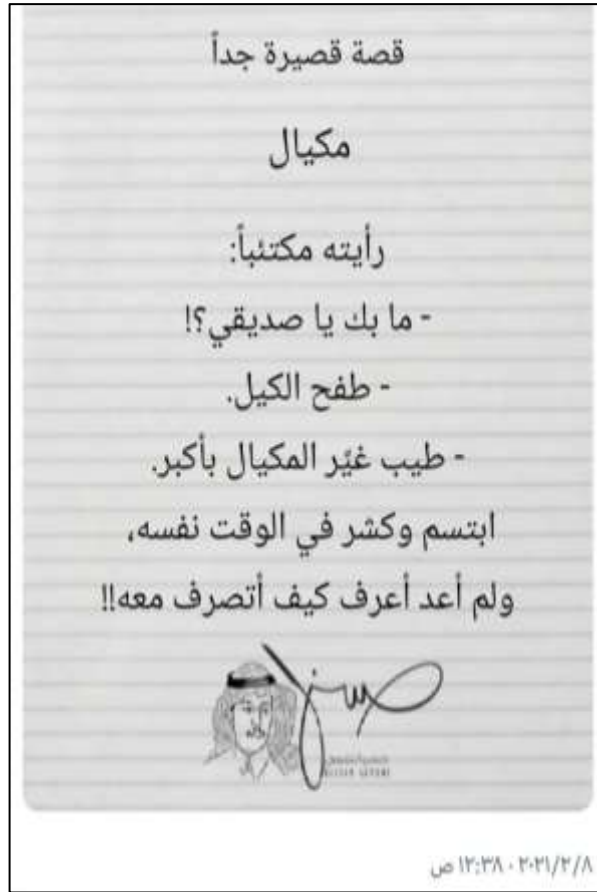 قصة قصيرة جداً
مكيال
رأيته مكتئباً:
- ما بك يا صديقي؟!
- طفح الكيل.
- طيب غيّر المكيال بأكبر.
ابتسم وكشر في الوقت نفسه،
ولم أعد أعرف كيف أتصرف معه!!
٢٠٢١/٢/٨ · ١٢:٣٨ ص